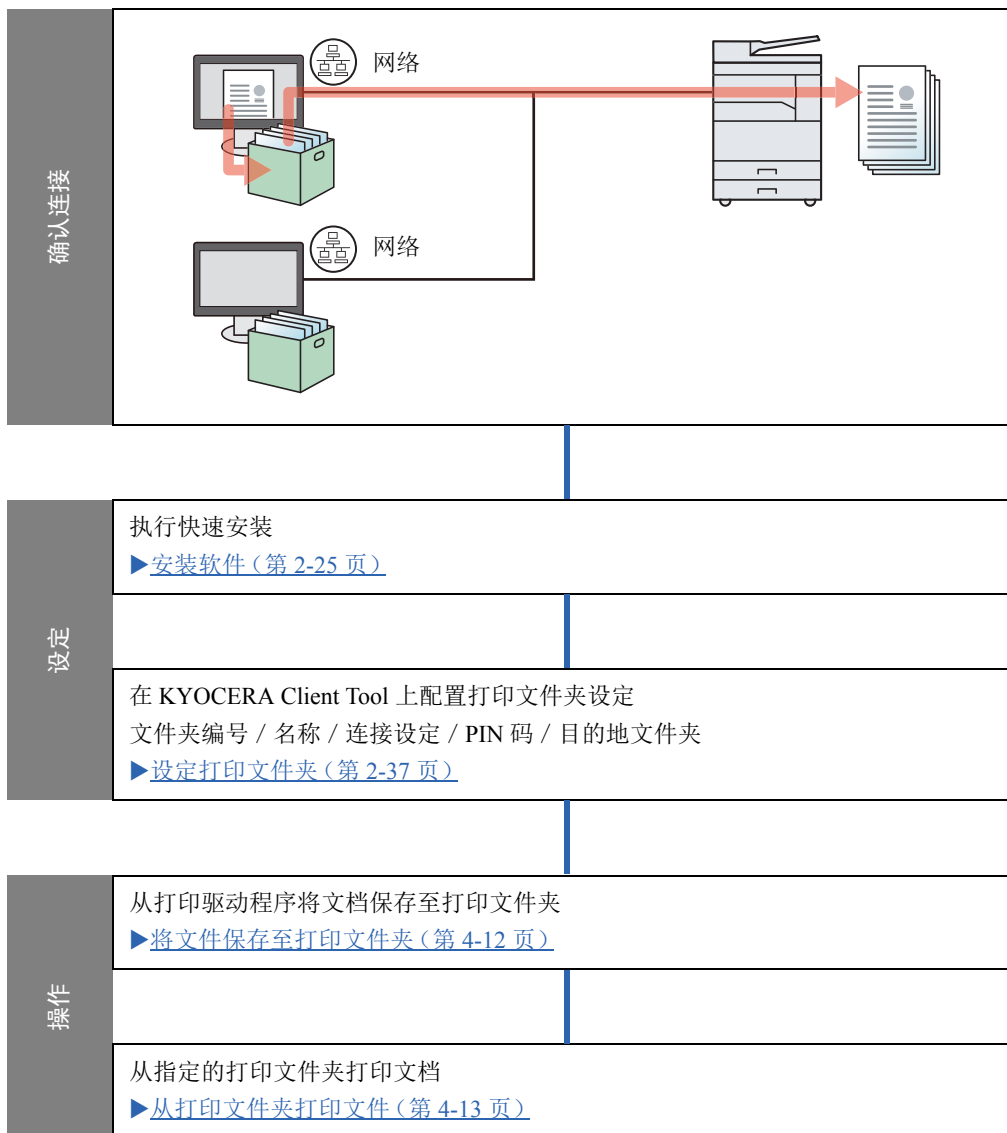 确认连接
网络
网络
设定
执行快速安装
▶安装软件（第 2-25 页）
在 KYOCERA Client Tool 上配置打印文件夹设定
文件夹编号 / 名称 / 连接设定 / PIN 码 / 目的地文件夹
▶设定打印文件夹（第 2-37 页）
操作
从打印驱动程序将文档保存至打印文件夹
▶将文件保存至打印文件夹（第 4-12 页）
从指定的打印文件夹打印文档
▶从打印文件夹打印文件（第 4-13 页）